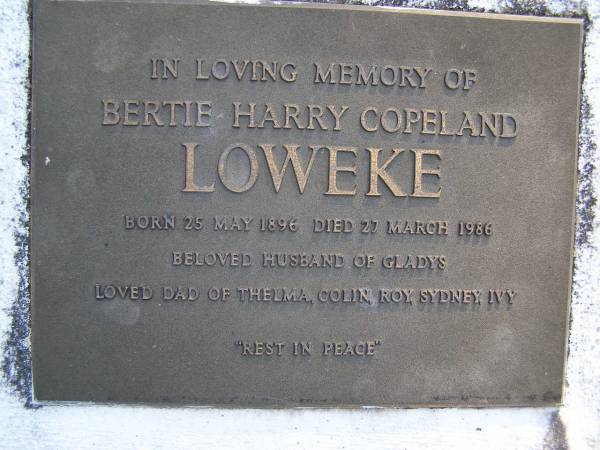 IN LOVING MEMORY OF
BERTIE HARRY COPELAND
LOWEKE
BORN 25 MAY 1896 DIED 27 MARCH 1986
BELOVED HUSBAND OF GLADYS
LOVED DAD OF THELMA, COLIN, ROY, SYDNEY, IVY
"REST IN PEACE"